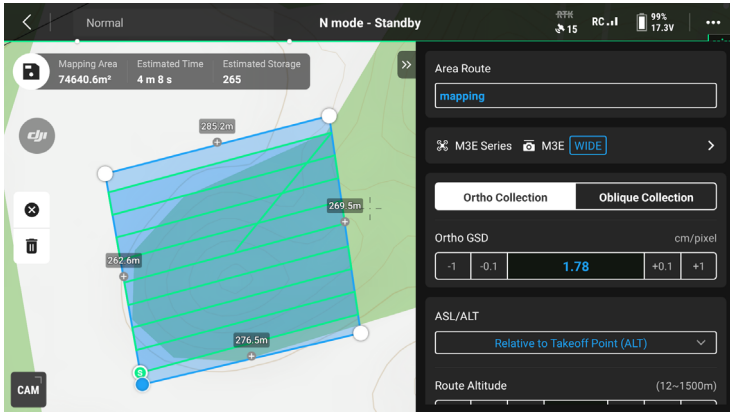 Normal
N mode - Standby
RTK
15
RC
99%
17.3V
Mapping Area
Estimated Time
Estimated Storage
74640.6m²
4 m 8 s
265
dji
285.2m
269.5m
262.6m
276.5m
S
CAM
Area Route
mapping
M3E Series
M3E
WIDE
Ortho Collection
Oblique Collection
Ortho GSD
cm/pixel
-1
-0.1
1.78
+0.1
+1
ASL/ALT
Relative to Takeoff Point (ALT)
Route Altitude
(12~1500m)